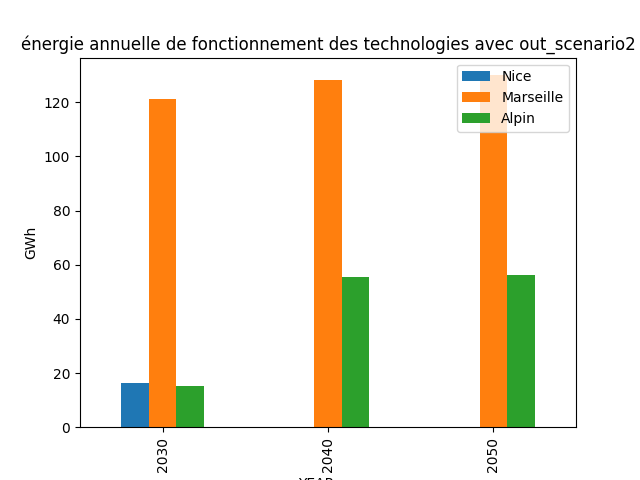 énergie annuelle de fonctionnement des technologies avec out_scenario2
Nice
Marseille
Alpin
GWh
120
100
80
60
40
20
0
2030
2040
2050
YEAR